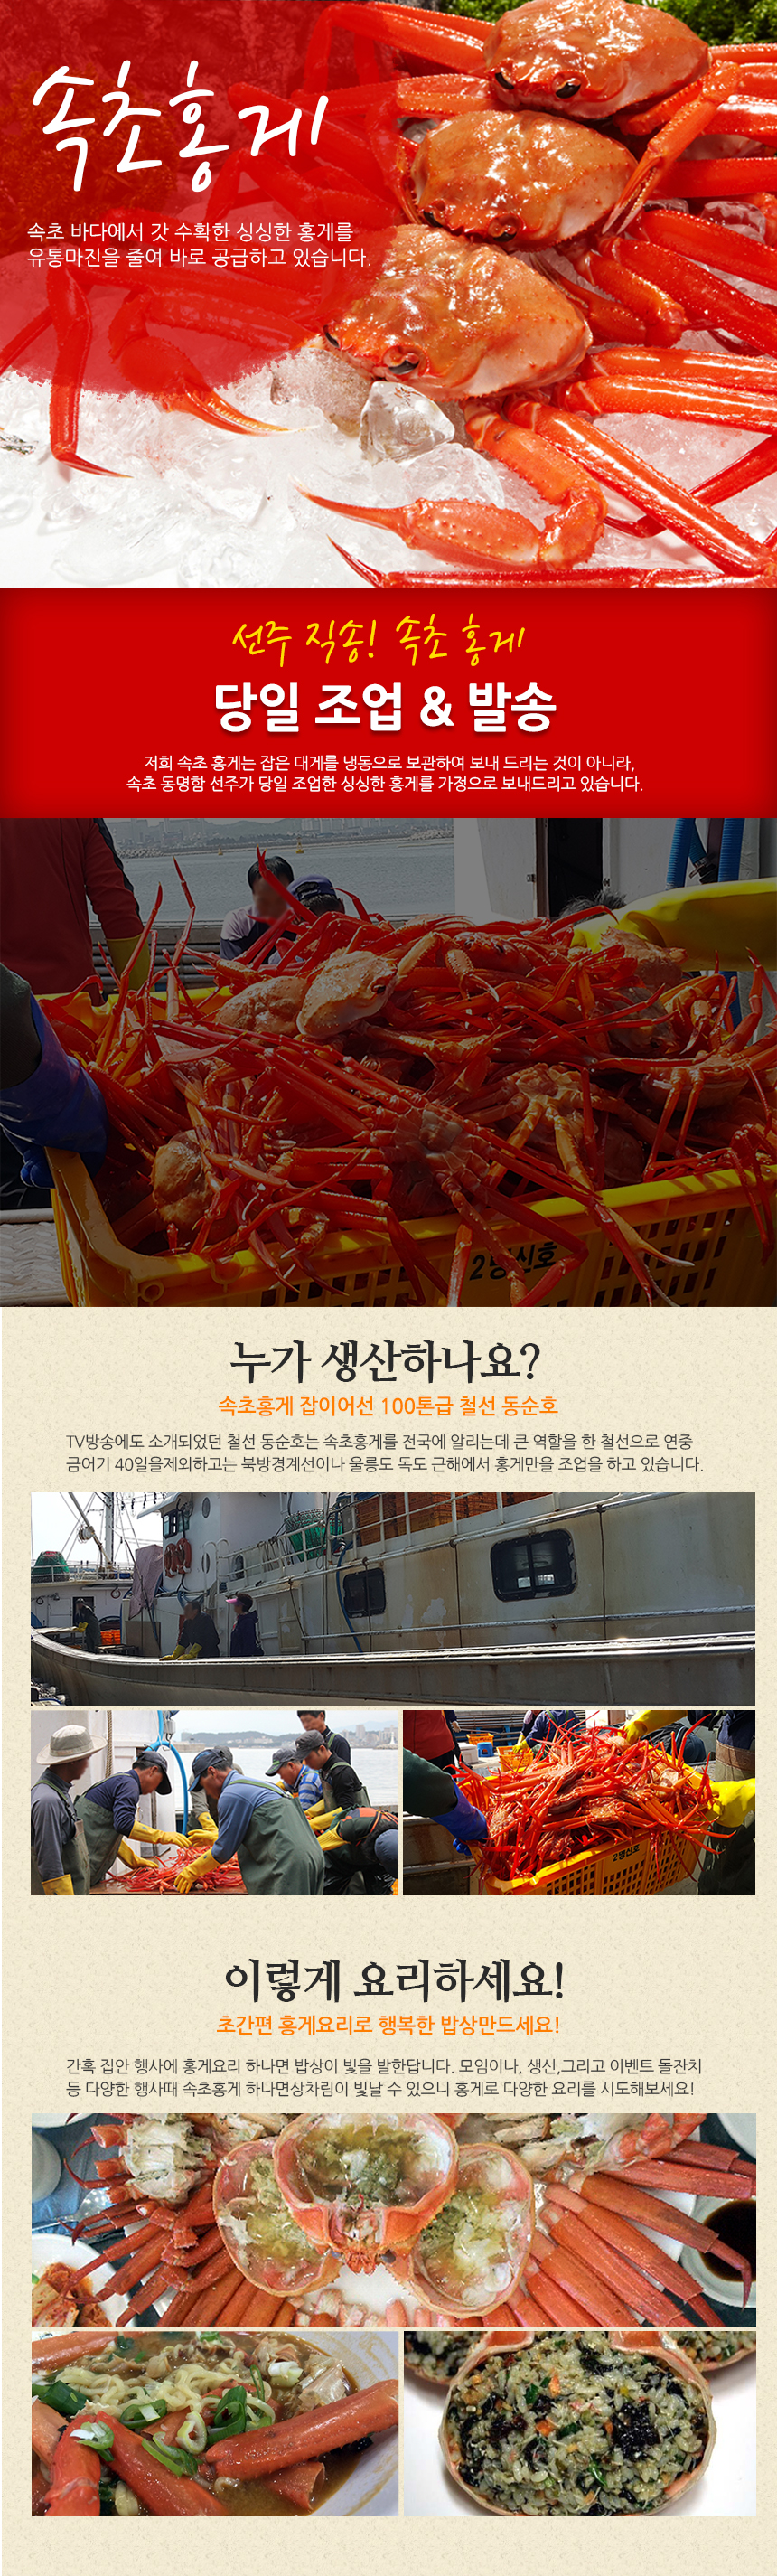 속초홍게
속초 바다에서 갓 수확한 싱싱한 홍게를
유통마진을 줄여 바로 공급하고 있습니다.
선주 직송! 속초 홍게
당일 조업 & 발송
저희 속초 홍게는 잡은 대게를 냉동으로 보관하여 보내 드리는 것이 아니라,
속초 동명함 선주가 당일 조업한 싱싱한 홍게를 가정으로 보내드리고 있습니다.
2명신호
누가 생산하나요?
속초홍게 잡이어선 100톤급 철선 동순호
TV방송에도 소개되었던 철선 동순호는 속초홍게를 전국에 알리는데 큰 역할을 한 철선으로 연중
금어기 40일을제외하고는 북방경계선이나 울릉도 독도 근해에서 홍게만을 조업을 하고 있습니다.
2명신호
이렇게 요리하세요!
초간편 홍게요리로 행복한 밥상만드세요!
간혹 집안 행사에 홍게요리 하나면 밥상이 빛을 발한답니다. 모임이나, 생신,그리고 이벤트 돌잔치
등 다양한 행사때 속초홍게 하나면상차림이 빛날 수 있으니 홍게로 다양한 요리를 시도해보세요!